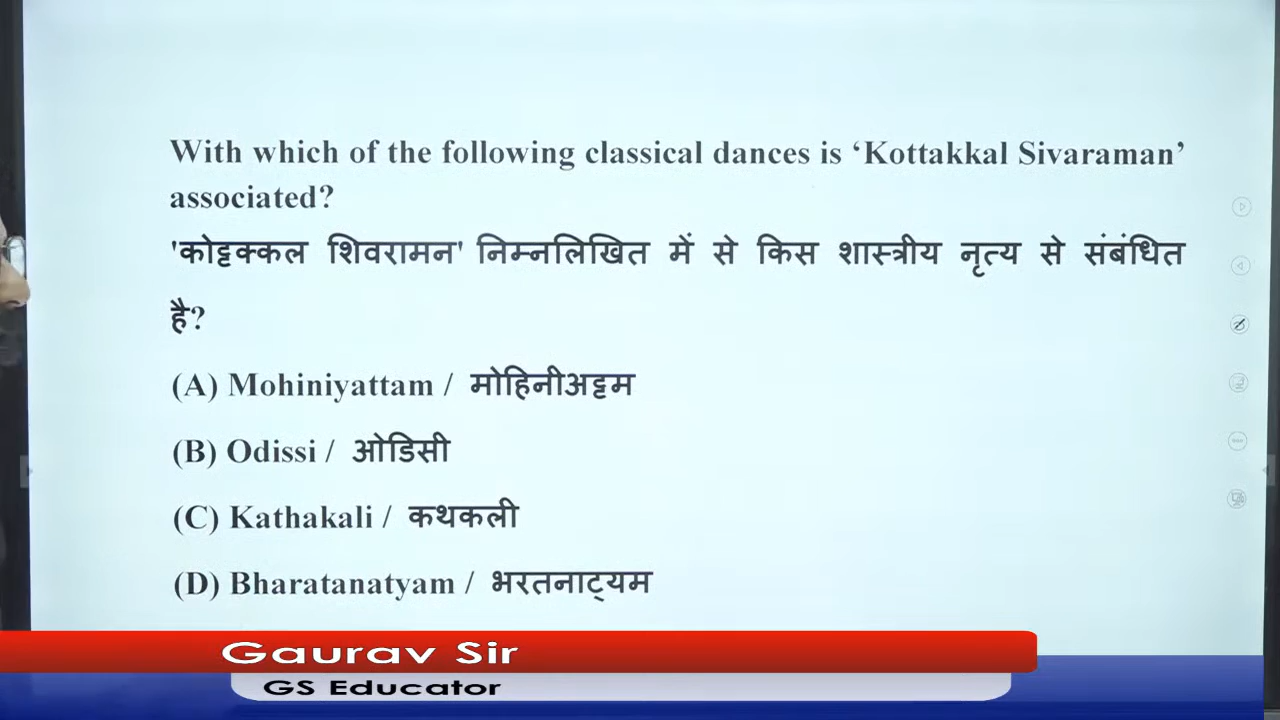 With which of the following classical dances is ‘Kottakkal Sivaraman’
associated?
'कोट्टक्कल शिवरामन' निम्नलिखित में से किस शास्त्रीय नृत्य से संबंधित
है?
(A) Mohiniyattam / मोहिनीअट्टम
(B) Odissi / ओडिसी
(C) Kathakali / कथकली
(D) Bharatanatyam / भरतनाट्यम
Gaurav Sir
GS Educator